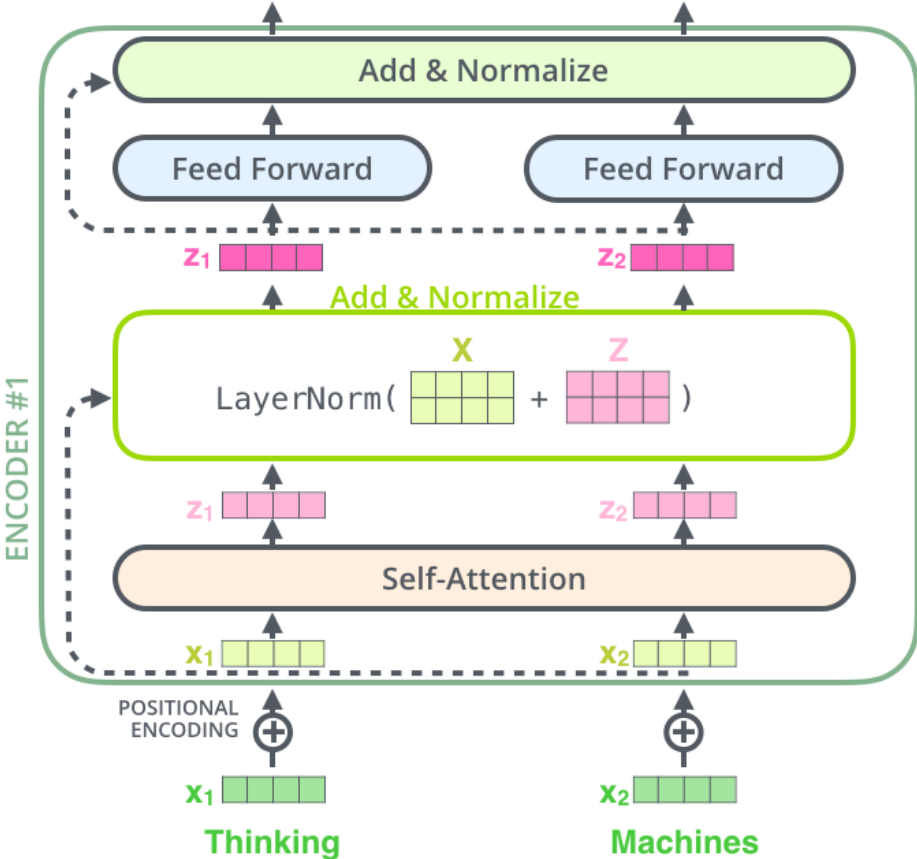 Add & Normalize
Feed Forward
Feed Forward
z1
z2
Add & Normalize
X
Z
LayerNorm( + )
ENCODER #1
z1
z2
Self-Attention
x1
x2
POSITIONAL
ENCODING
x1
x2
Thinking
Machines